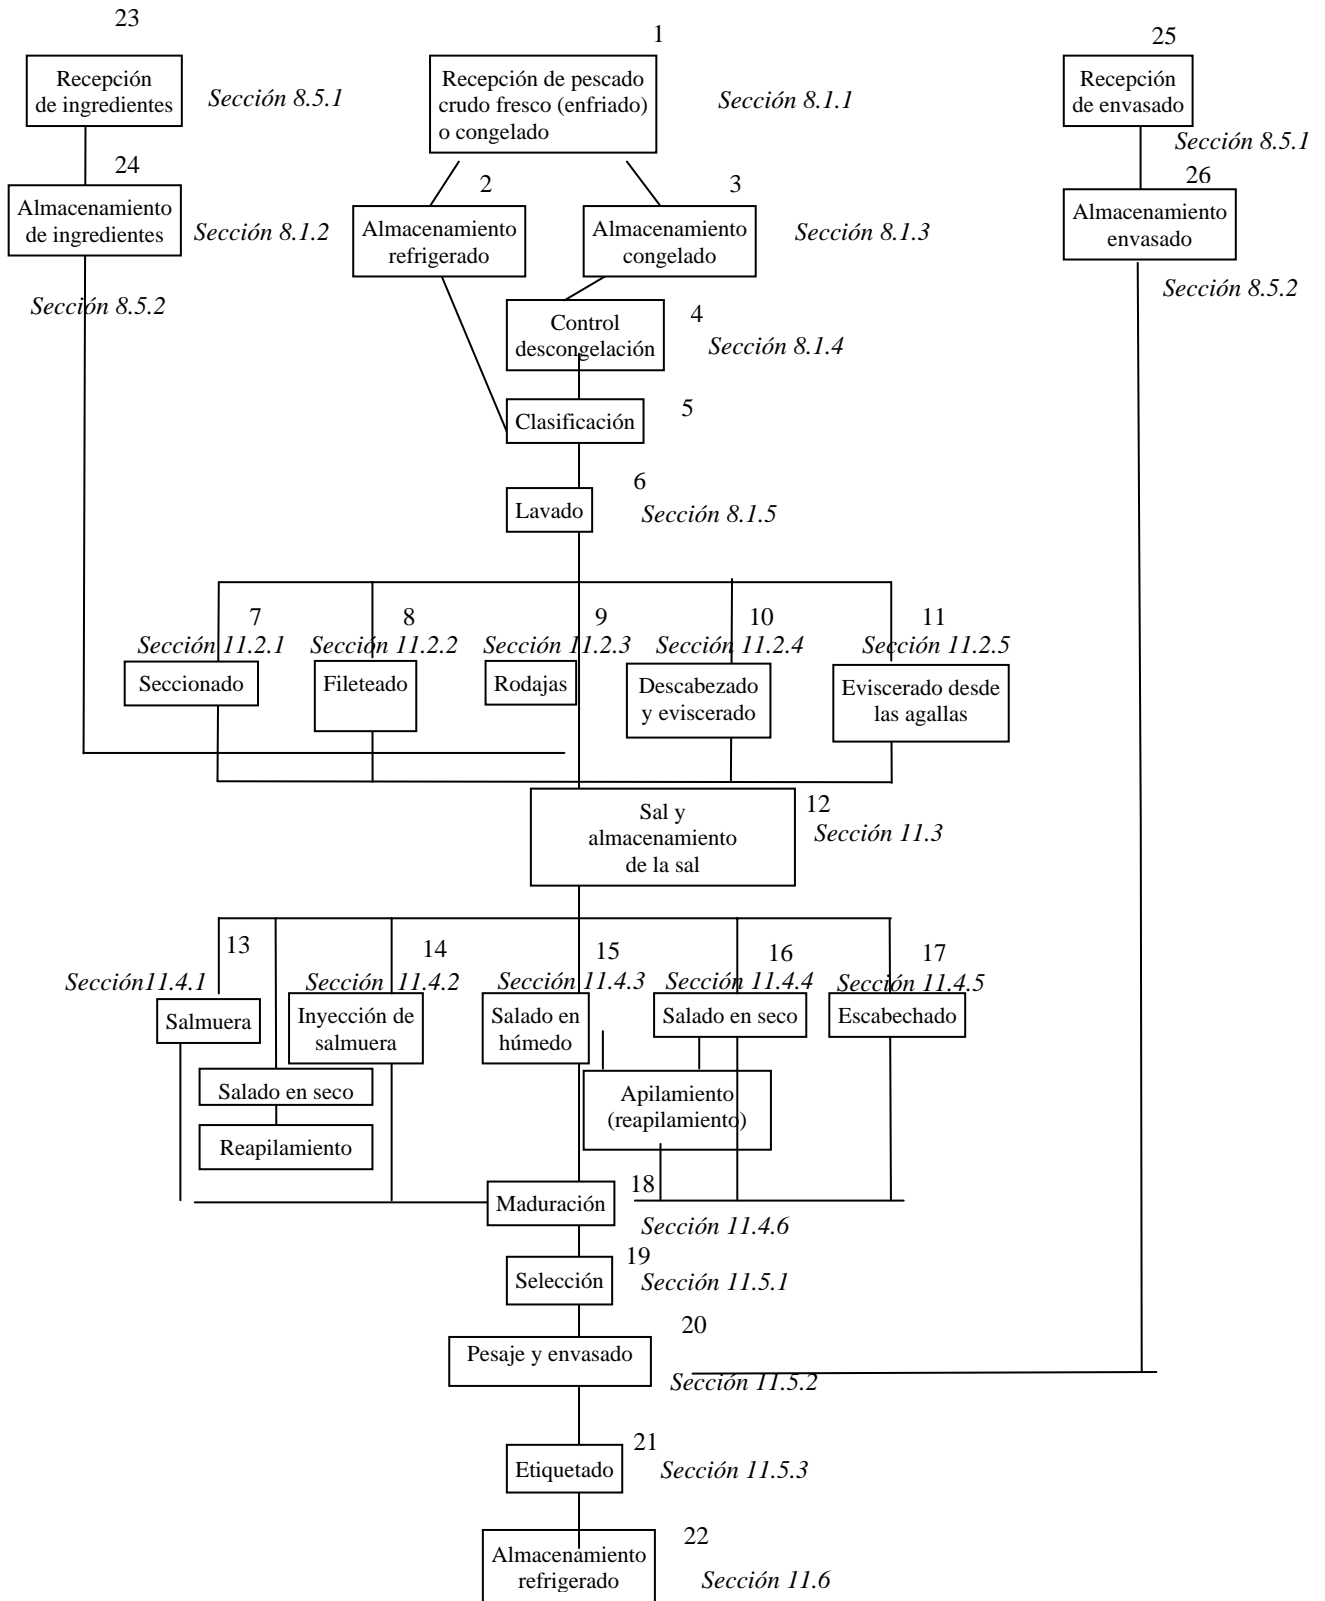 23
1
25
Recepción
de ingredientes
Sección 8.5.1
Recepción de pescado
crudo fresco (enfriado)
o congelado
Sección 8.1.1
Recepción
de envasado
Sección 8.5.1
24
2
3
26
Almacenamiento
de ingredientes
Sección 8.1.2
Almacenamiento
refrigerado
Almacenamiento
congelado
Sección 8.1.3
Almacenamiento
envasado
Sección 8.5.2
Sección 8.5.2
Control
descongelación
4
Sección 8.1.4
Clasificación
5
6
Lavado
Sección 8.1.5
7
8
9
10
11
Sección 11.2.1
Sección 11.2.2
Sección 11.2.3
Sección 11.2.4
Sección 11.2.5
Seccionado
Fileteado
Rodajas
Descabezado
y eviscerado
Eviscerado desde
las agallas
Sal y
almacenamiento
de la sal
12
Sección 11.3
13
14
15
16
17
Sección11.4.1
Sección 11.4.2
Sección 11.4.3
Sección 11.4.4
Sección 11.4.5
Salmuera
Inyección de
salmuera
Salado en
húmedo
Salado en seco
Escabechado
Salado en seco
Reapilamiento
Apilamiento
(reapilamiento)
Maduración
18
Sección 11.4.6
19
Selección
Sección 11.5.1
20
Pesaje y envasado
Sección 11.5.2
21
Etiquetado
Sección 11.5.3
22
Almacenamiento
refrigerado
Sección 11.6